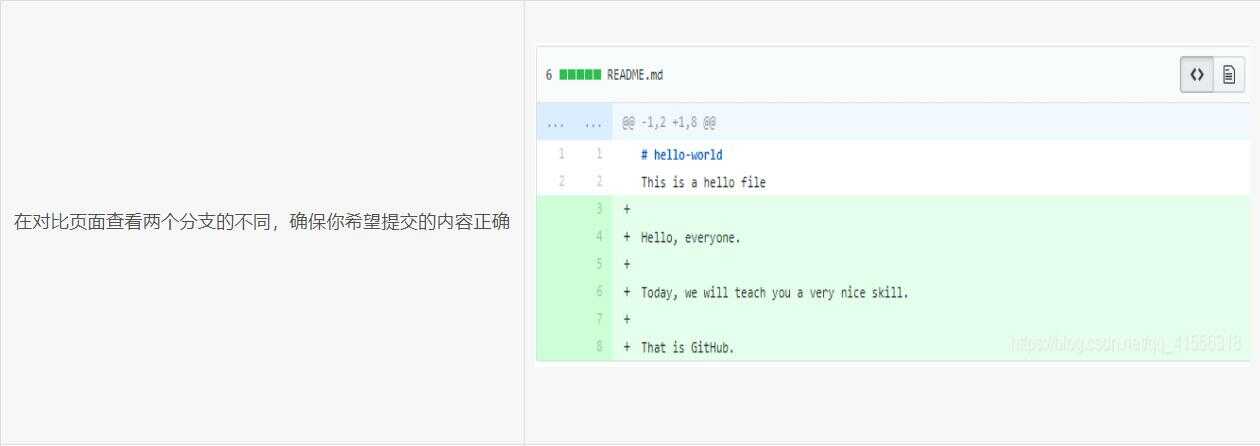 在对比页面查看两个分支的不同，确保你希望提交的内容正确
6 README.md
... ... @@ -1,2 +1,8 @@
1 1 # hello-world
2 2 This is a hello file
3 +
4 + Hello, everyone.
5 +
6 + Today, we will teach you a very nice skill.
7 +
8 + That is GitHub.
https://blog.csdn.net/qq_41556318